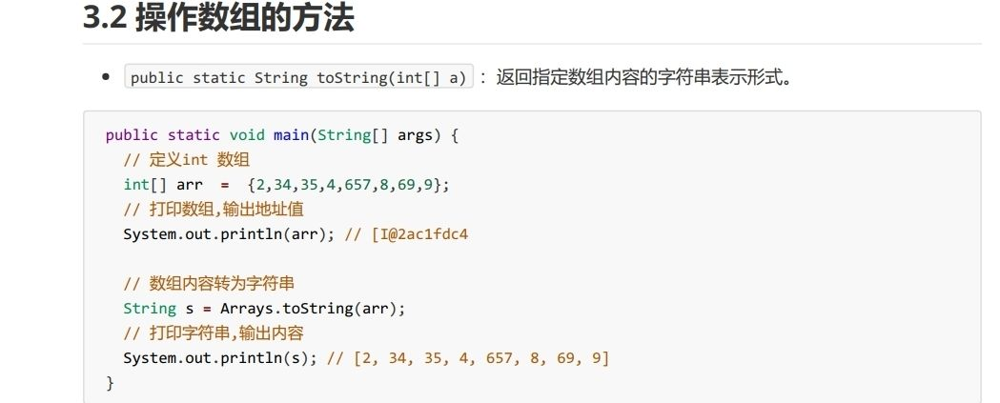 3.2 操作数组的方法
• public static String toString(int[] a) ：返回指定数组内容的字符串表示形式。
public static void main(String[] args) {
  // 定义int 数组
  int[] arr  =  {2,34,35,4,657,8,69,9};
  // 打印数组,输出地址值
  System.out.println(arr); // [I@2ac1fdc4

  // 数组内容转为字符串
  String s = Arrays.toString(arr);
  // 打印字符串,输出内容
  System.out.println(s); // [2, 34, 35, 4, 657, 8, 69, 9]
}